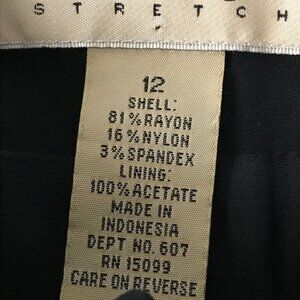 STRETCH
12
SHELL:
81% RAYON
16% NYLON
3% SPANDEX
LINING:
100% ACETATE
MADE IN
INDONESIA
DEPT NO. 607
RN 15099
CARE ON REVERSE